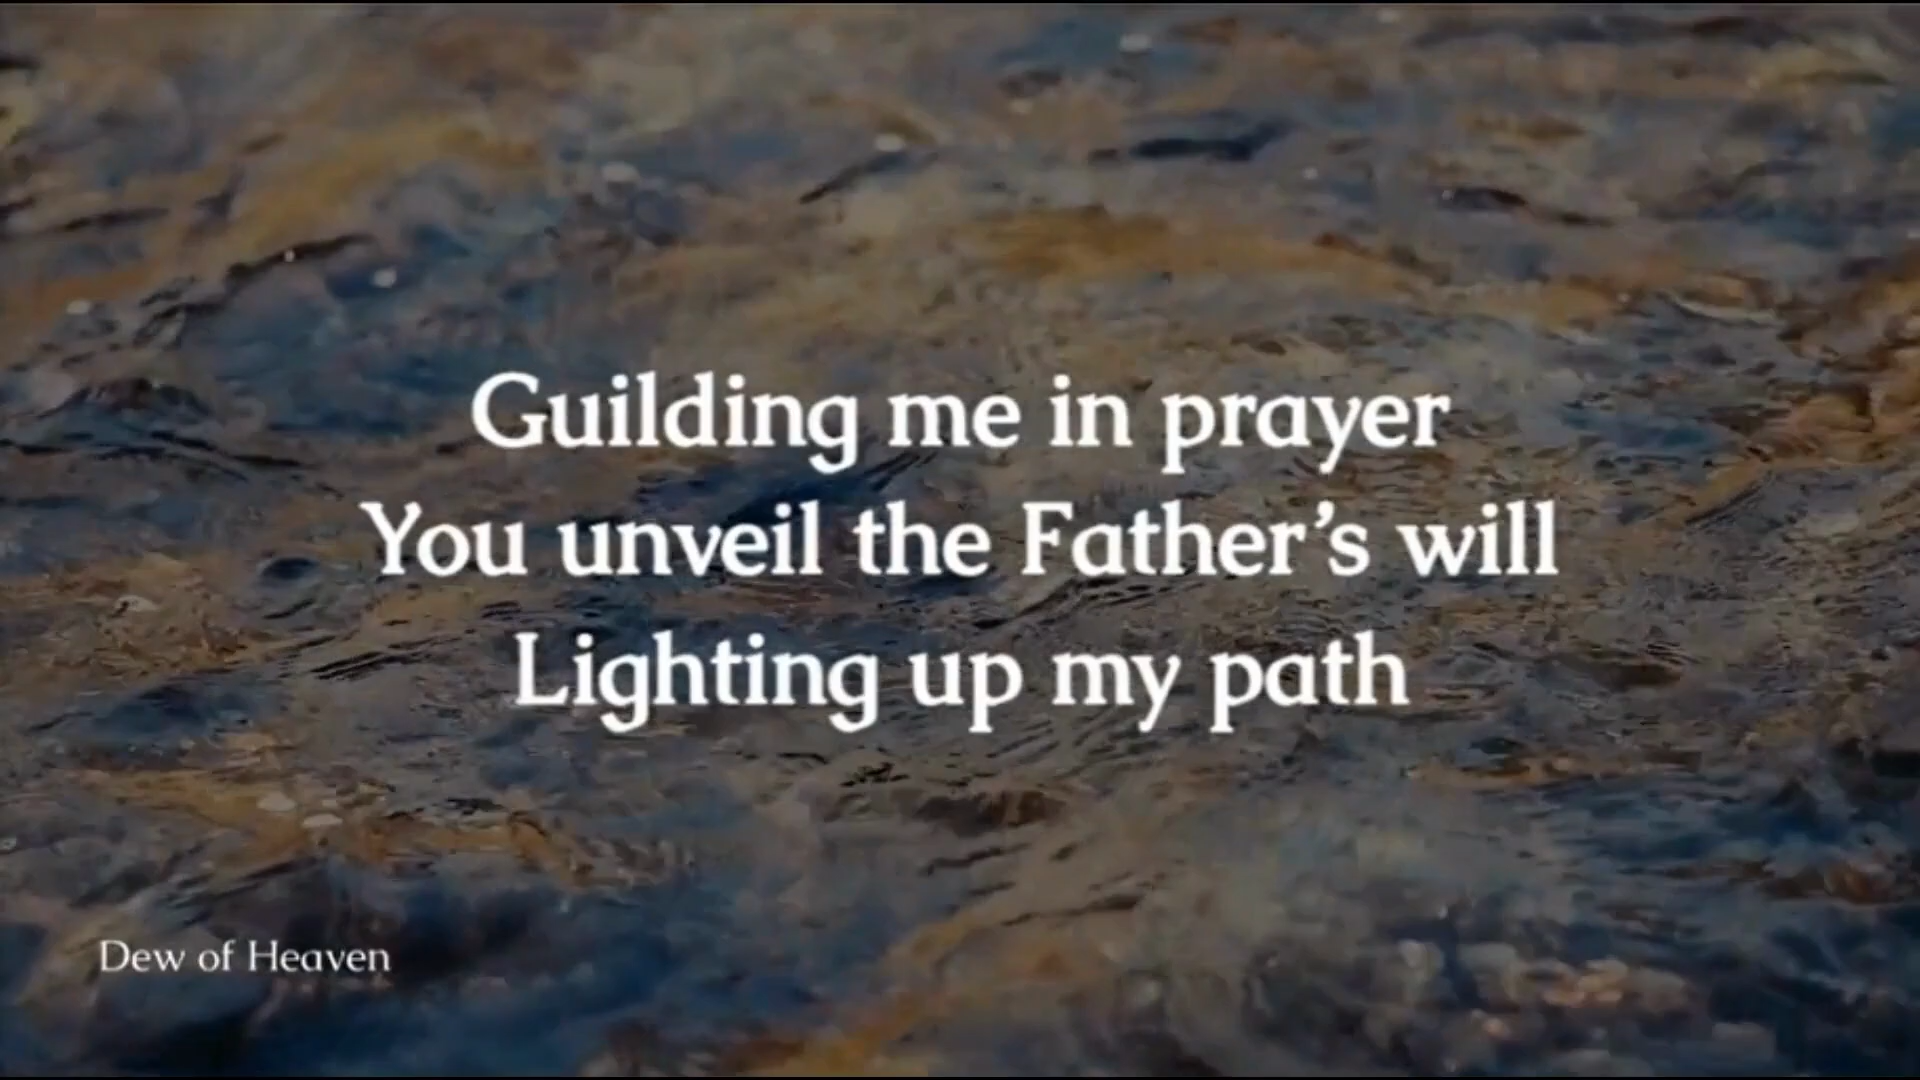 Guilding me in prayer
You unveil the Father’s will
Lighting up my path
Dew of Heaven